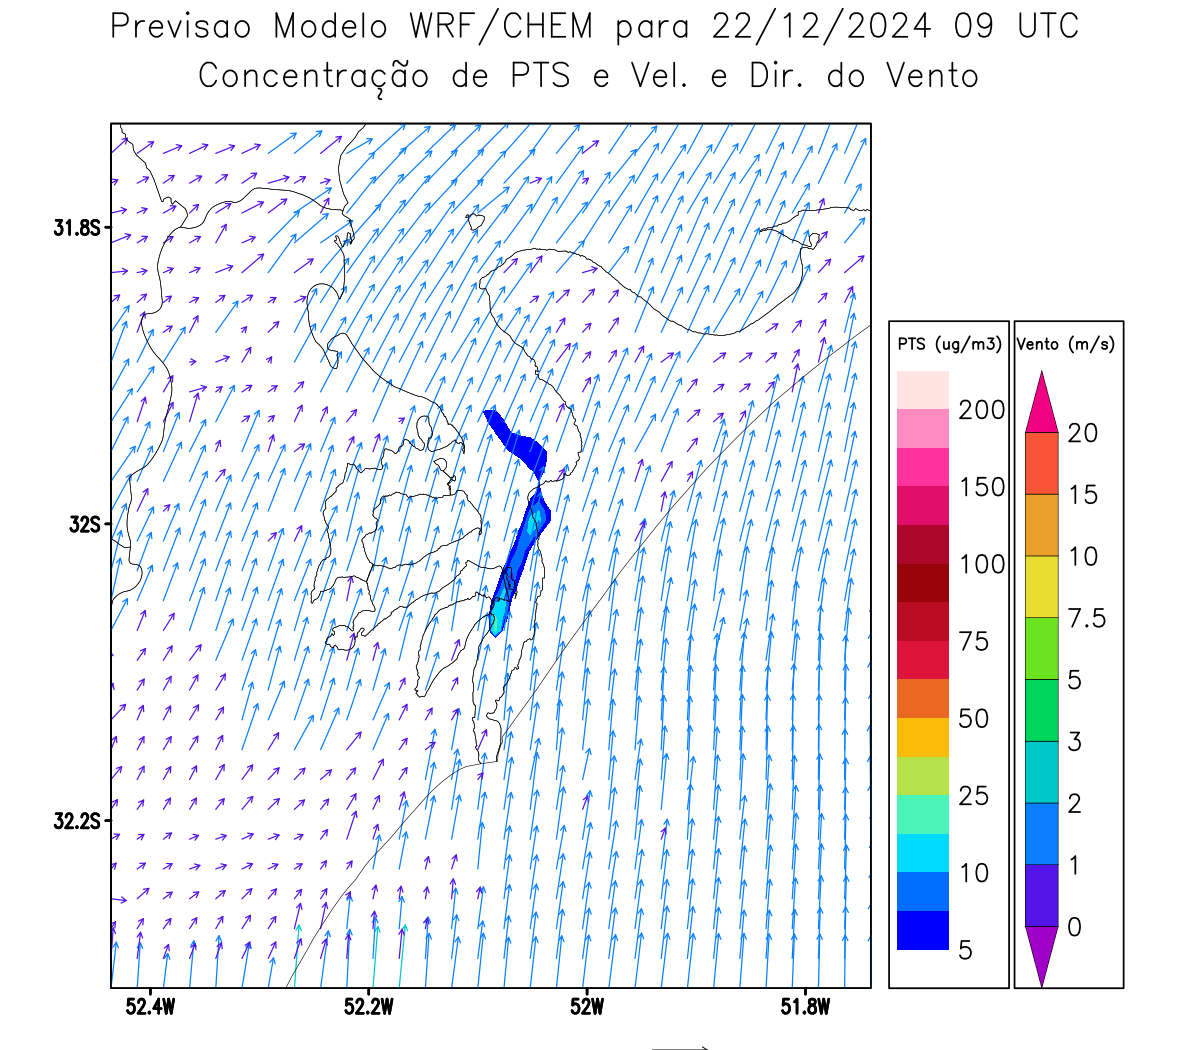 Previsao Modelo WRF/CHEM para 22/12/2024 09 UTC
Concentração de PTS e Vel. e Dir. do Vento
31.8S
32S
32.2S
52.4W 52.2W 52W 51.8W
PTS (ug/m3)
200
150
100
75
50
25
10
5
Vento (m/s)
20
15
10
7.5
5
3
2
1
0